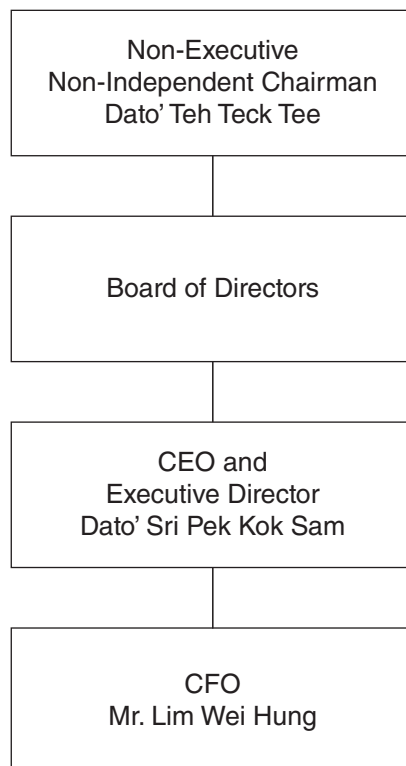 Non-Executive
Non-Independent Chairman
Dato’ Teh Teck Tee
Board of Directors
CEO and
Executive Director
Dato’ Sri Pek Kok Sam
CFO
Mr. Lim Wei Hung